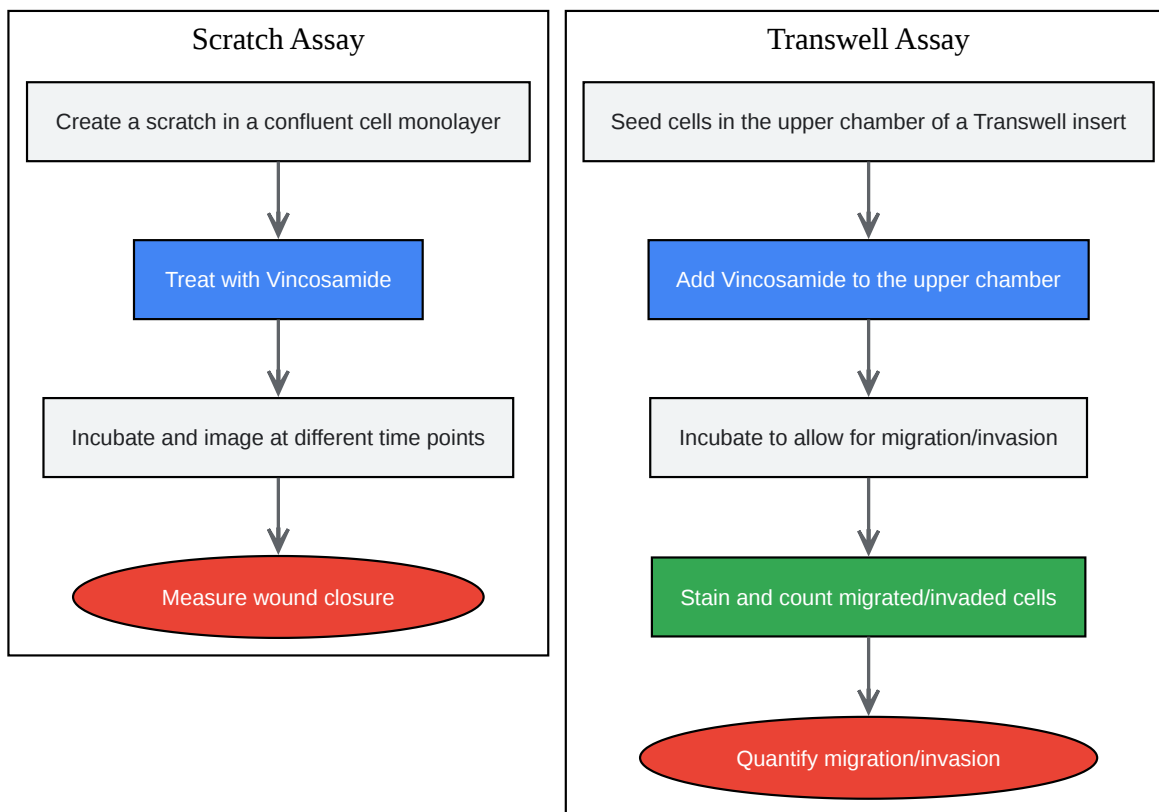 Scratch Assay
Create a scratch in a confluent cell monolayer
Treat with Vincosamide
Incubate and image at different time points
Measure wound closure
Transwell Assay
Seed cells in the upper chamber of a Transwell insert
Add Vincosamide to the upper chamber
Incubate to allow for migration/invasion
Stain and count migrated/invaded cells
Quantify migration/invasion